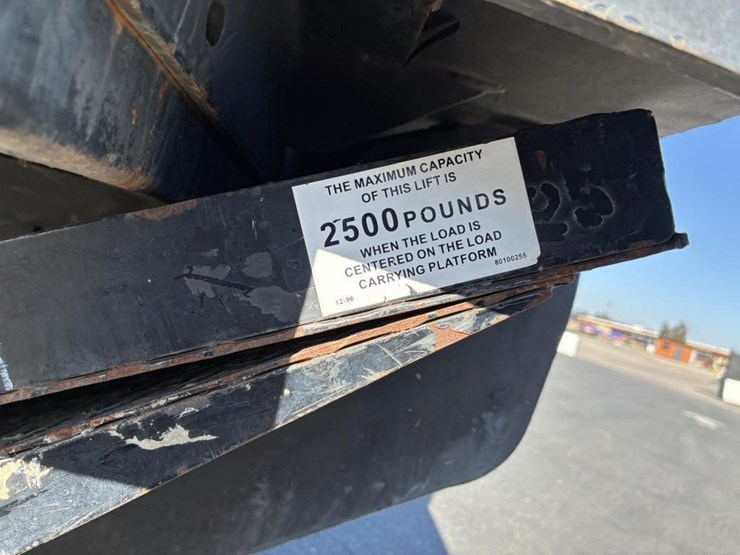 THE MAXIMUM CAPACITY
OF THIS LIFT IS
2500 POUNDS
WHEN THE LOAD IS
CENTERED ON THE LOAD
CARRYING PLATFORM
12-96 80100255
25